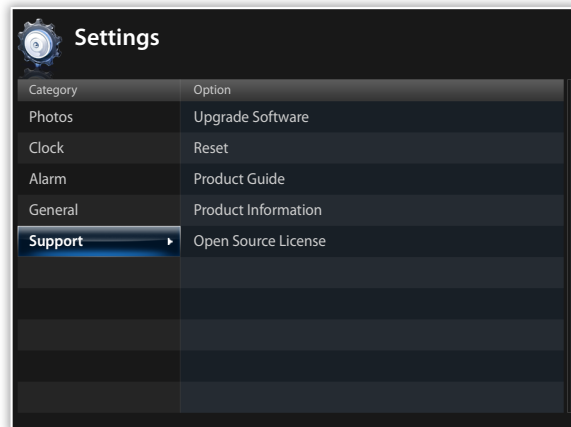 Settings
Category Option
Photos Upgrade Software
Clock Reset
Alarm Product Guide
General Product Information
Support Open Source License